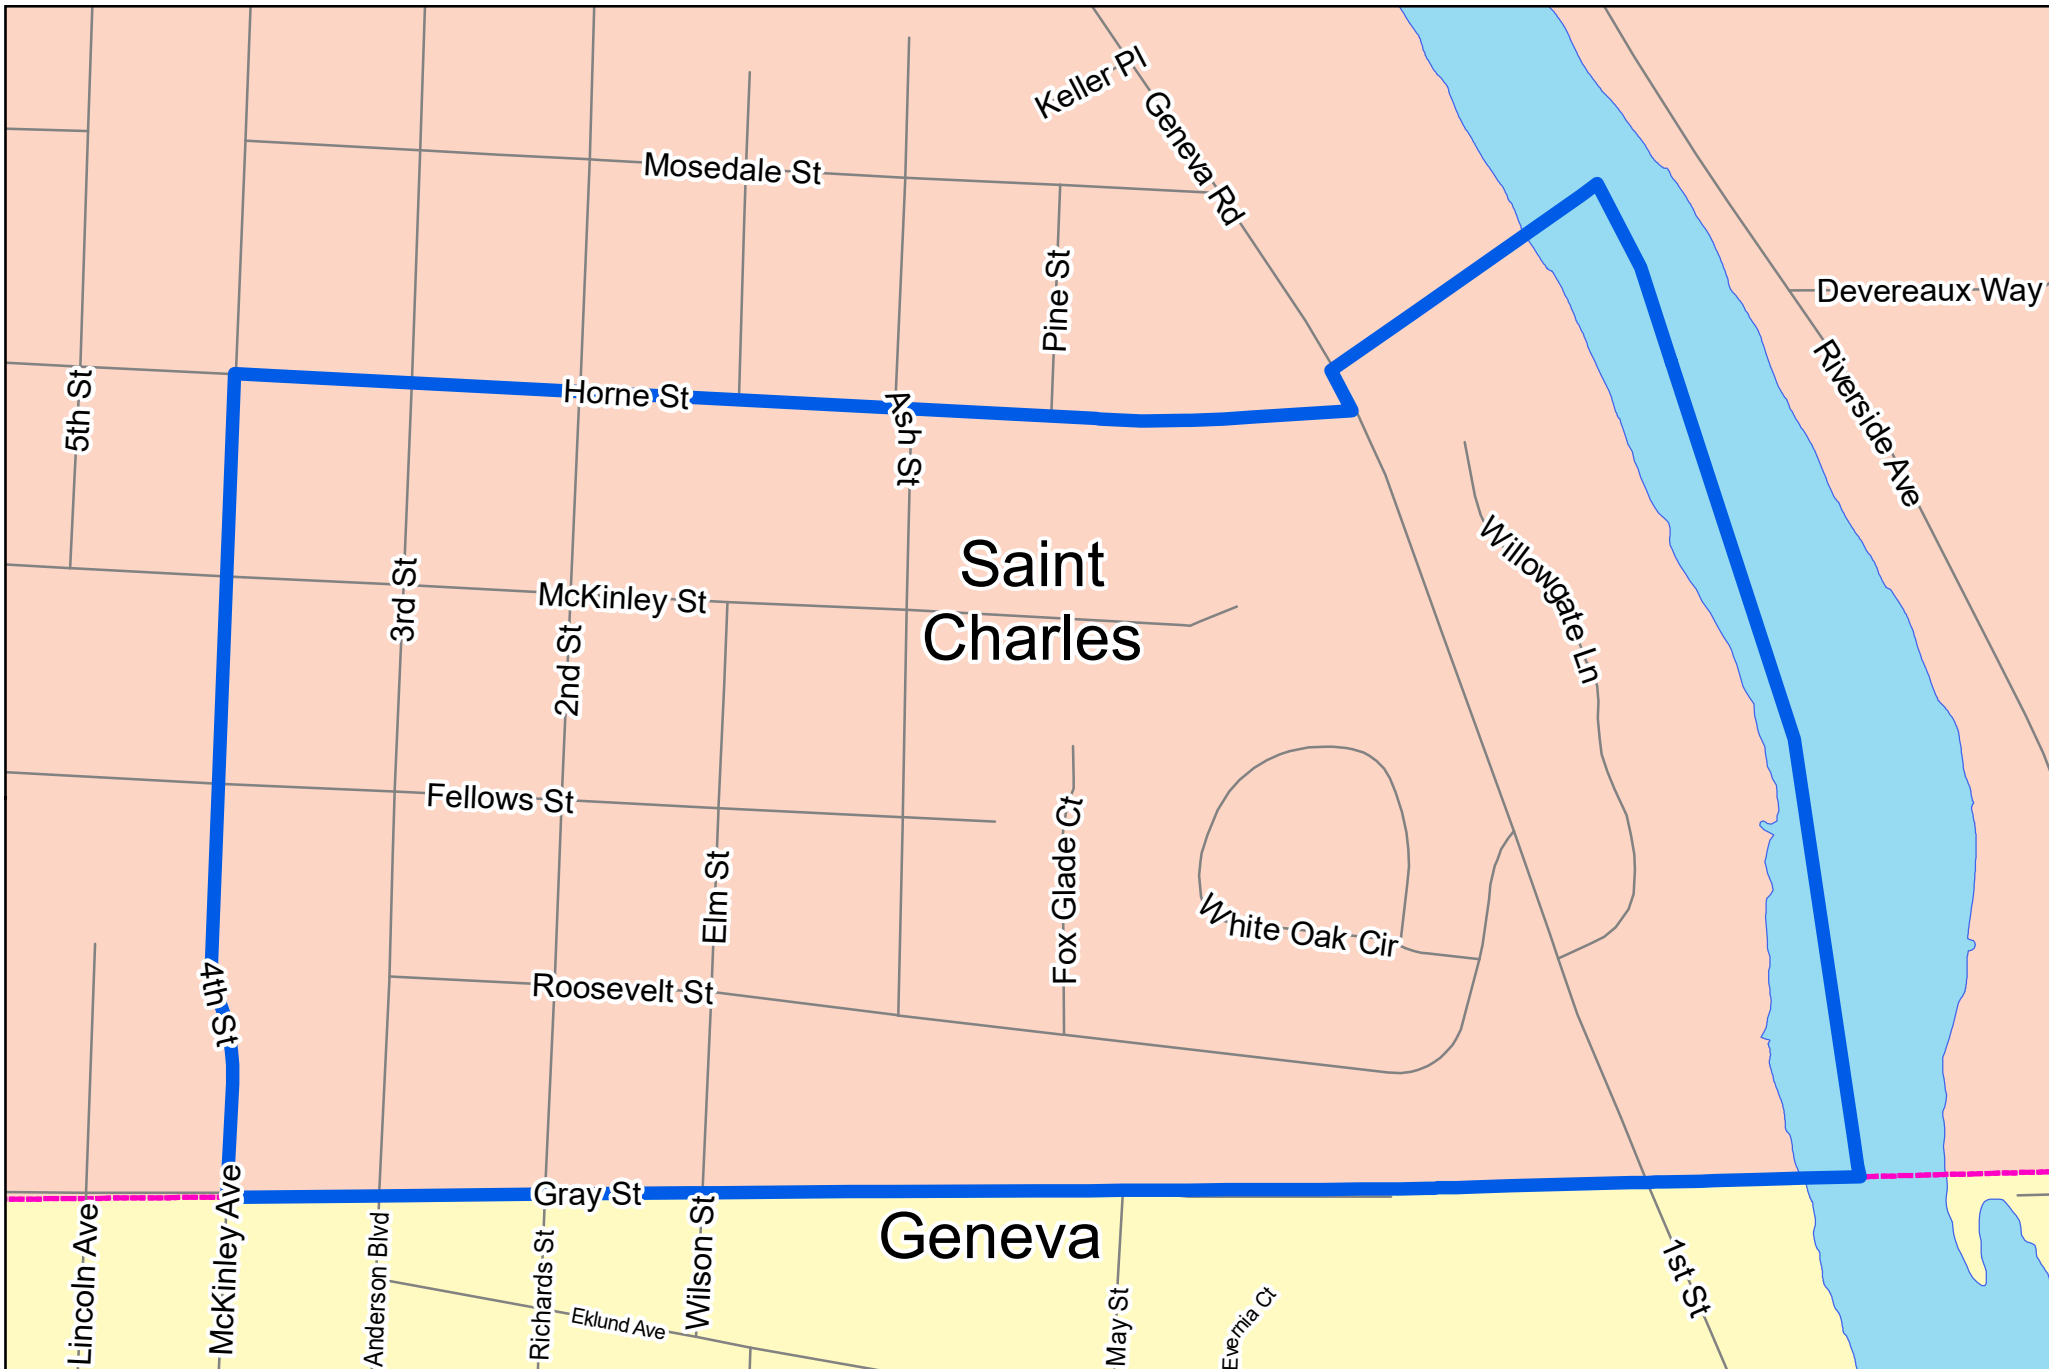 Keller Pl
Geneva Rd
Mosedale St
Pine St
Devereaux Way
Riverside Ave
5th St
Horne St
Ash St
Saint
Charles
Willowgate Ln
3rd St
McKinley St
2nd St
Fellows St
Elm St
Fox Glade Ct
White Oak Cir
4th St
Roosevelt St
Gray St
Geneva
Lincoln Ave
McKinley Ave
Anderson Blvd
Richards St
Wilson St
Eklund Ave
May St
Evernia Ct
1st St